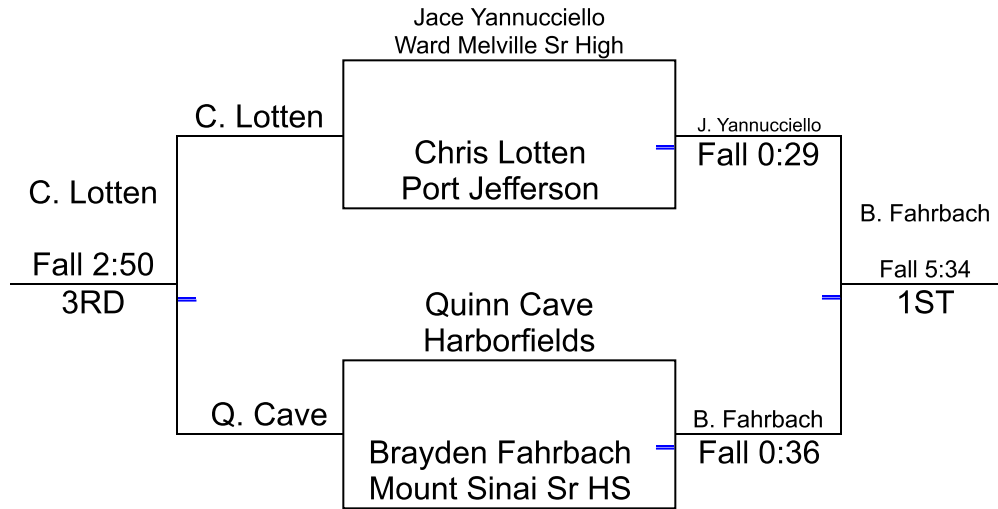 Jace Yannucciello
Ward Melville Sr High
C. Lotten
Chris Lotten
Port Jefferson
J. Yannucciello
Fall 0:29
C. Lotten
Fall 2:50
3RD
B. Fahrbach
Fall 5:34
1ST
Quinn Cave
Harborfields
Q. Cave
Brayden Fahrbach
Mount Sinai Sr HS
B. Fahrbach
Fall 0:36